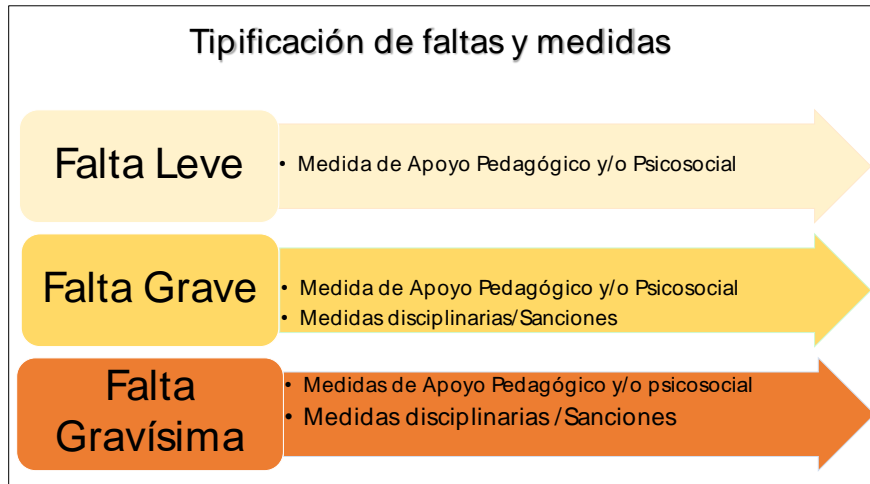 Tipificación de faltas y medidas
Falta Leve
• Medida de Apoyo Pedagógico y/o Psicosocial
Falta Grave
• Medida de Apoyo Pedagógico y/o Psicosocial
• Medidas disciplinarias/Sanciones
Falta
Gravísima
• Medidas de Apoyo Pedagógico y/o psicosocial
• Medidas disciplinarias /Sanciones